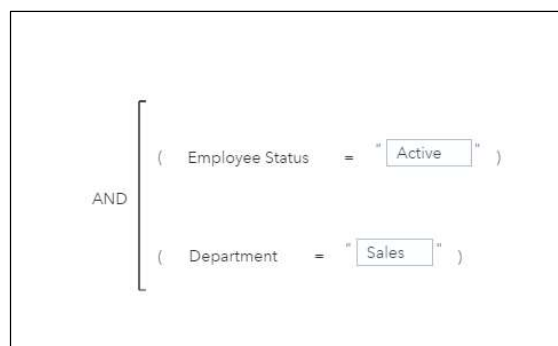 ( Employee Status = " Active " )
AND
( Department = " Sales " )